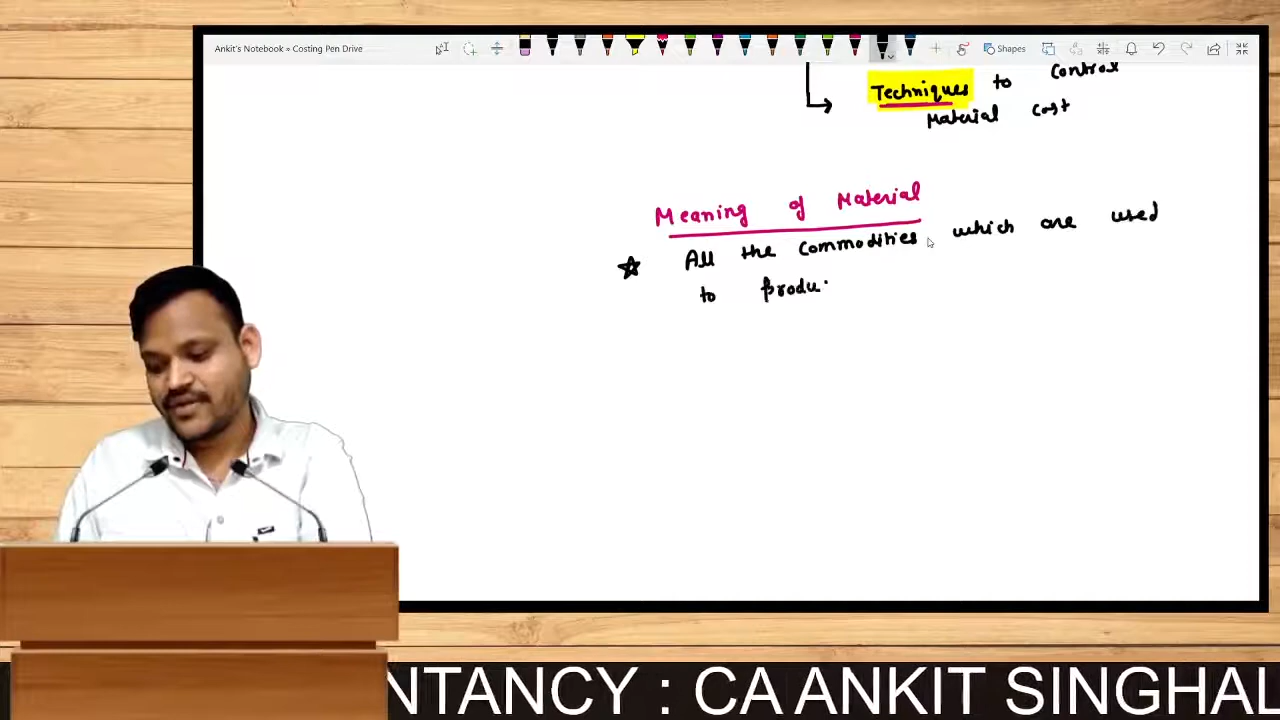 Ankit's Notebook » Costing Pen Drive
Shapes
Techniques to Control
Material Cost
Meaning of Material
All the Commodities which are used
to produ
NTANCY : CA ANKIT SINGHAL